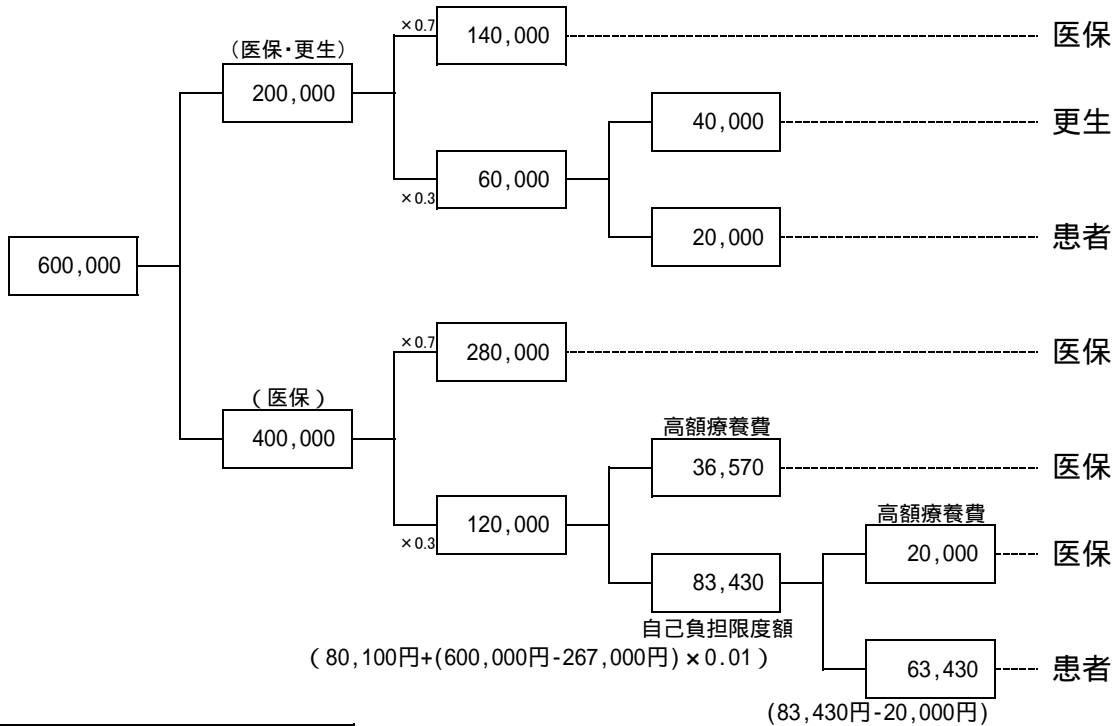 ×0.7
140,000
医保
(医保・更生)
200,000
40,000
更生
60,000
×0.3
20,000
患者
600,000
×0.7
280,000
医保
(医保)
400,000
高額療養費
36,570
医保
120,000
×0.3
高額療養費
20,000
医保
83,430
自己負担限度額
(80,100円+(600,000円-267,000円)×0.01)
63,430
患者
(83,430円-20,000円)